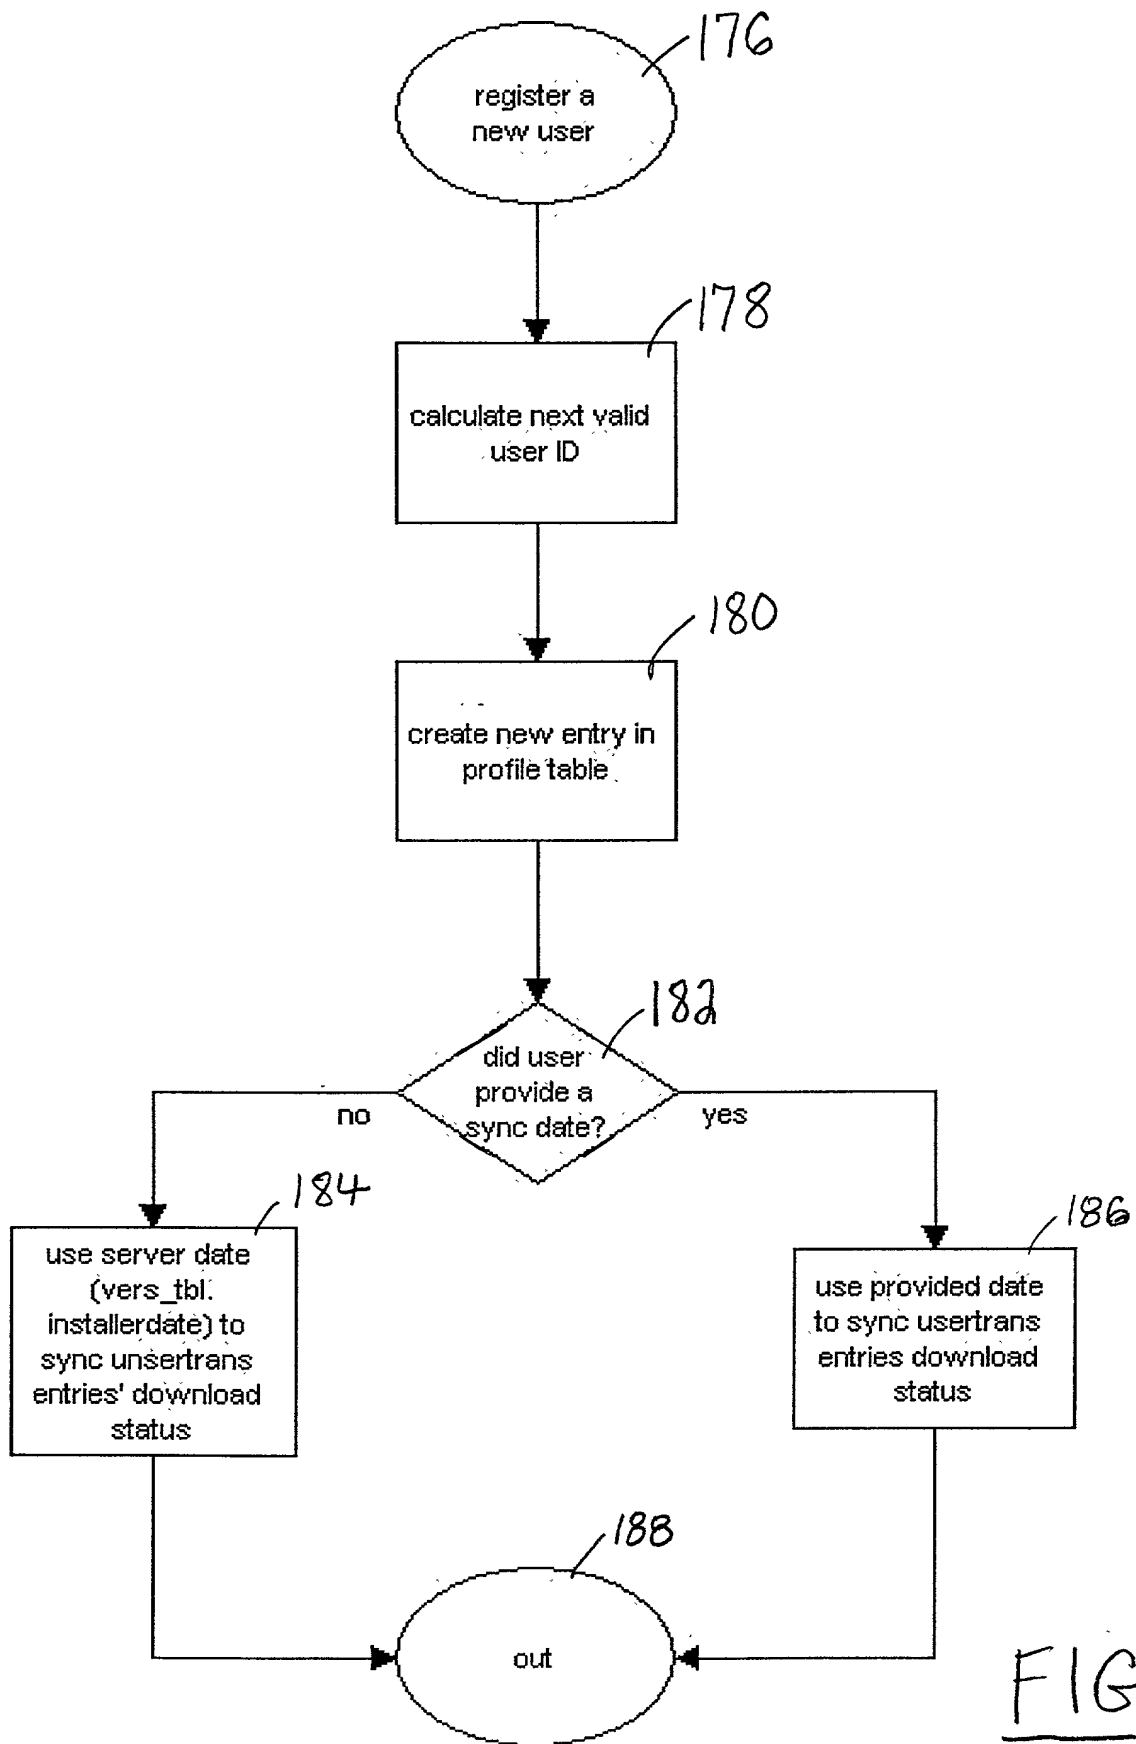 176
register a
new user
178
calculate next valid
user ID
180
create new entry in
profile table
182
did user
provide a
sync date?
no
yes
184
use server date
(vers_tbl.
installerdate) to
sync unsertrans
entries' download
status
186
use provided date
to sync usertrans
entries download
status
188
out
FIG